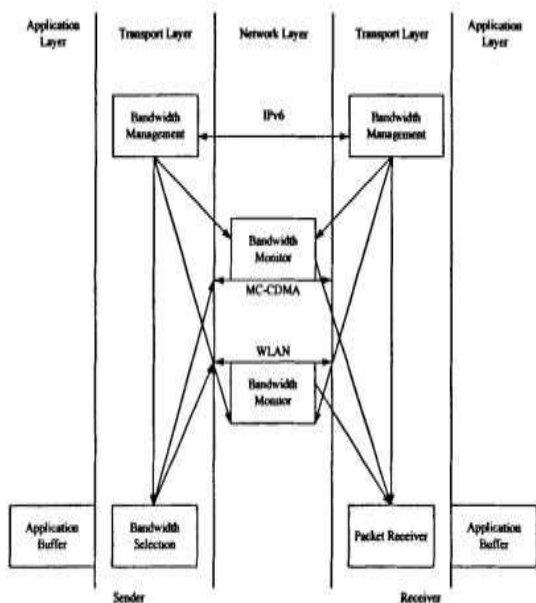 Application
Layer
Transport Layer
Network Layer
Transport Layer
Application
Layer
Bandwidth
Management
IPv6
Bandwidth
Management
Bandwidth
Monitor
MC-CDMA
WLAN
Bandwidth
Monitor
Application
Buffer
Bandwidth
Selection
Packet Receiver
Application
Buffer
Sender
Receiver